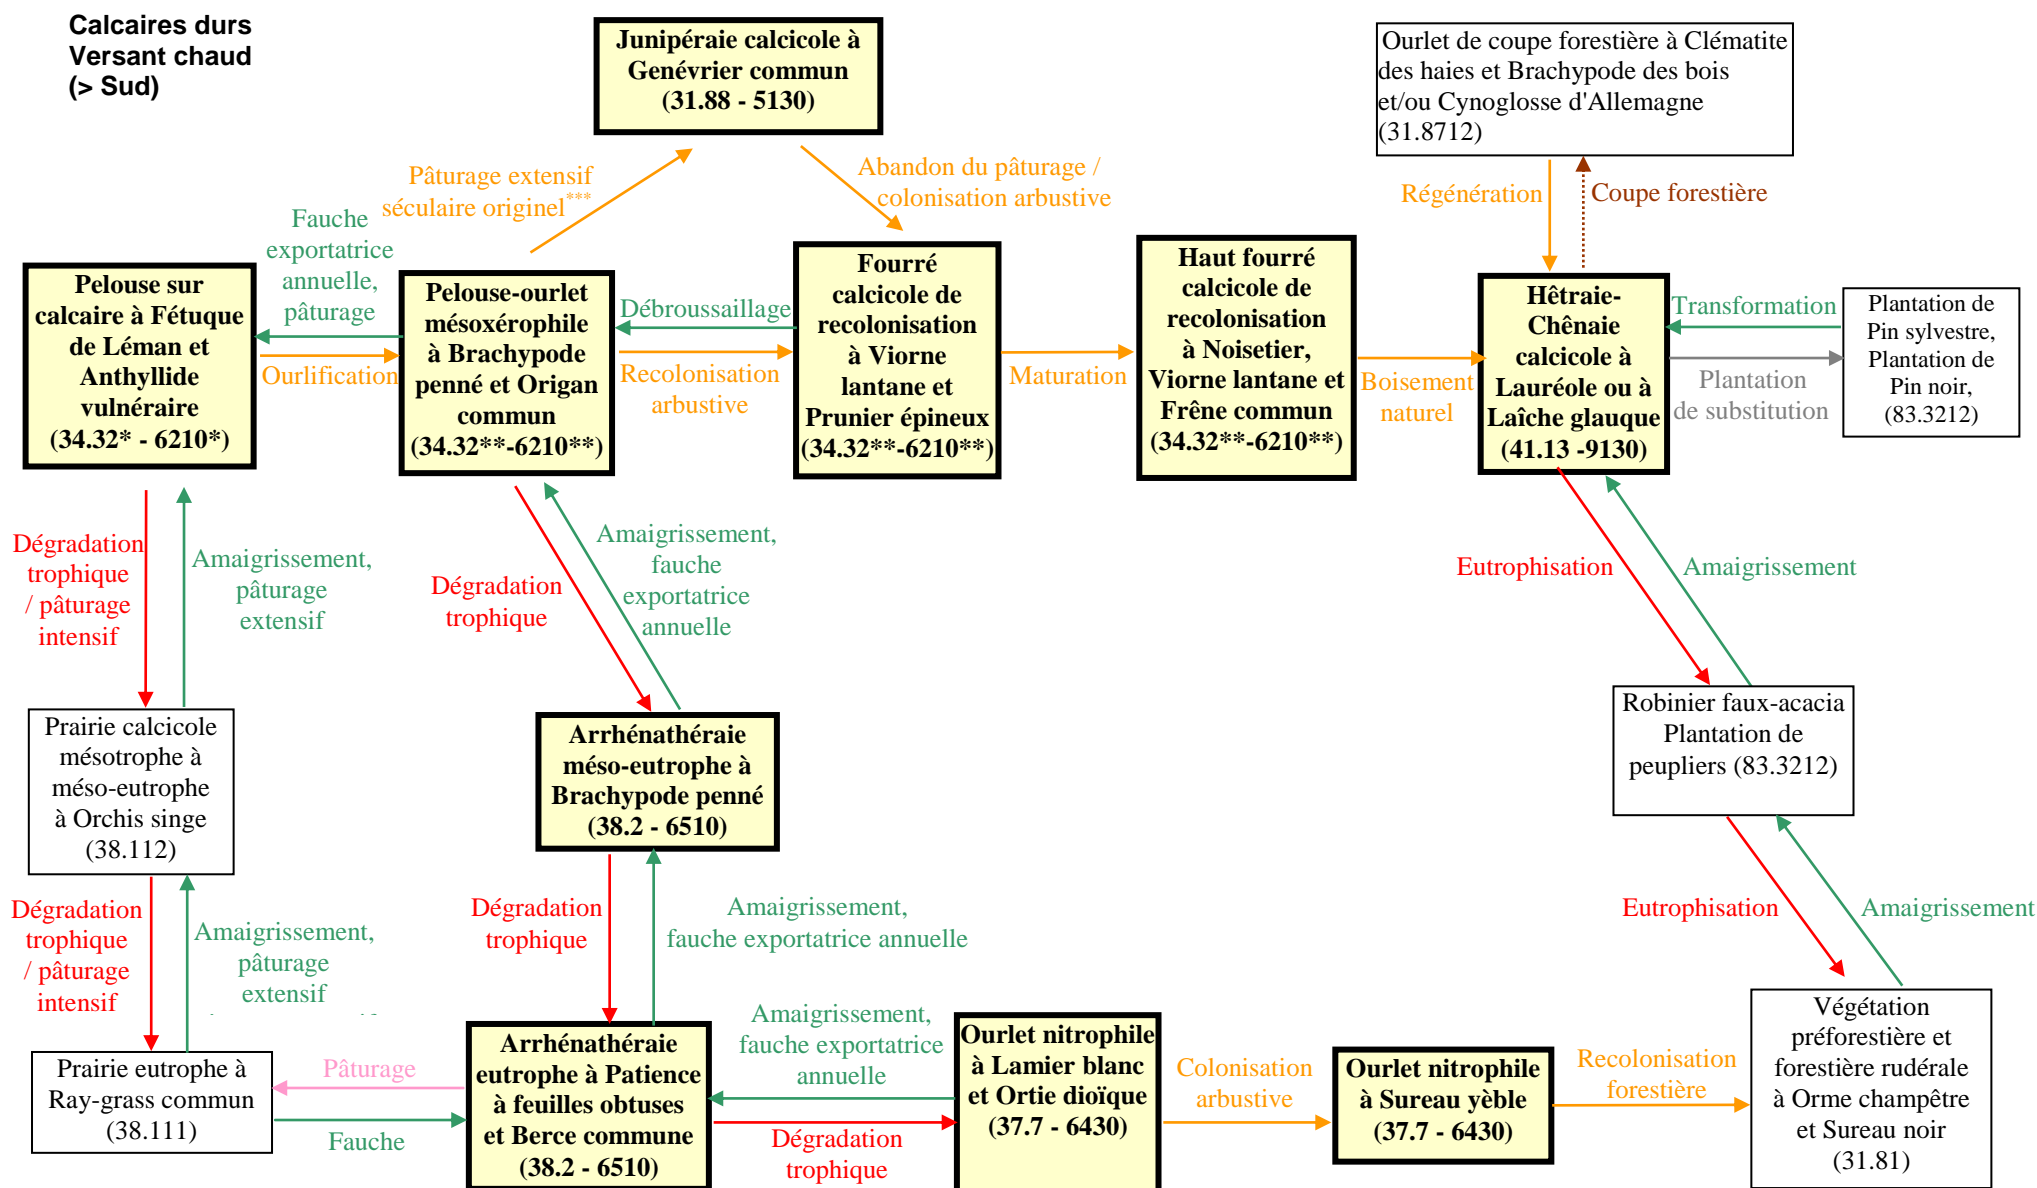 Calcaires durs
Versant chaud
(> Sud)
Junipéraie calcicole à
Genévrier commun
(31.88 - 5130)
Ourlet de coupe forestière à Clématite
des haies et Brachypode des bois
et/ou Cynoglosse d'Allemagne
(31.8712)
Pâturage extensif
séculaire originel***
Abandon du pâturage /
colonisation arbustive
Régénération
Coupe forestière
Fauche
exportatrice
annuelle,
pâturage
Pelouse sur
calcaire à Fétuque
de Léman et
Anthyllide
vulnéraire
(34.32* - 6210*)
Ourlification
Pelouse-ourlet
mésoxérophile
à Brachypode
penné et Origan
commun
(34.32**-6210**)
Débroussaillage
Recolonisation
arbustive
Fourré
calcicole de
recolonisation
à Viorne
lantane et
Prunier épineux
(34.32**-6210**)
Maturation
Haut fourré
calcicole de
recolonisation
à Noisetier,
Viorne lantane et
Frêne commun
(34.32**-6210**)
Boisement
naturel
Hêtraie-
Chênaie
calcicole à
Lauréole ou à
Laîche glauque
(41.13 -9130)
Transformation
Plantation
de substitution
Plantation de
Pin sylvestre,
Plantation de
Pin noir,
(83.3212)
Dégradation
trophique
/ pâturage
intensif
Amaigrissement,
pâturage
extensif
Dégradation
trophique
Amaigrissement,
fauche
exportatrice
annuelle
Eutrophisation
Amaigrissement
Prairie calcicole
mésotrophe à
méso-eutrophe
à Orchis singe
(38.112)
Arrhénathéraie
méso-eutrophe à
Brachypode penné
(38.2 - 6510)
Robinier faux-acacia
Plantation de
peupliers (83.3212)
Dégradation
trophique
/ pâturage
intensif
Amaigrissement,
pâturage
extensif
Dégradation
trophique
Amaigrissement,
fauche exportatrice annuelle
Eutrophisation
Amaigrissement
Prairie eutrophe à
Ray-grass commun
(38.111)
Pâturage
Fauche
Arrhénathéraie
eutrophe à Patience
à feuilles obtuses
et Berce commune
(38.2 - 6510)
Amaigrissement,
fauche exportatrice
annuelle
Dégradation
trophique
Ourlet nitrophile
à Lamier blanc
et Ortie dioïque
(37.7 - 6430)
Colonisation
arbustive
Ourlet nitrophile
à Sureau yèble
(37.7 - 6430)
Recolonisation
forestière
Végétation
préforestière et
forestière rudérale
à Orme champêtre
et Sureau noir
(31.81)